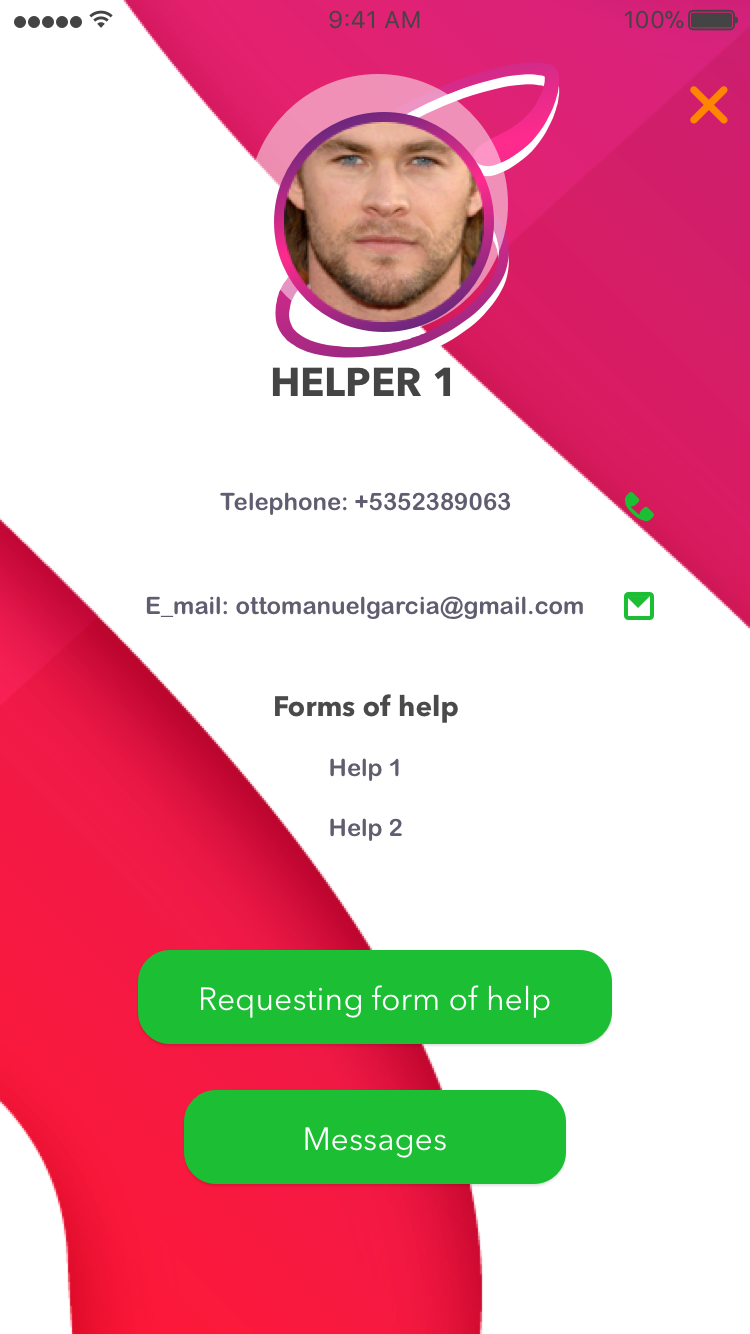 9:41 AM 100%
HELPER 1
Telephone: +5352389063
E_mail: ottomanuelgarcia@gmail.com
Forms of help
Help 1
Help 2
Requesting form of help
Messages